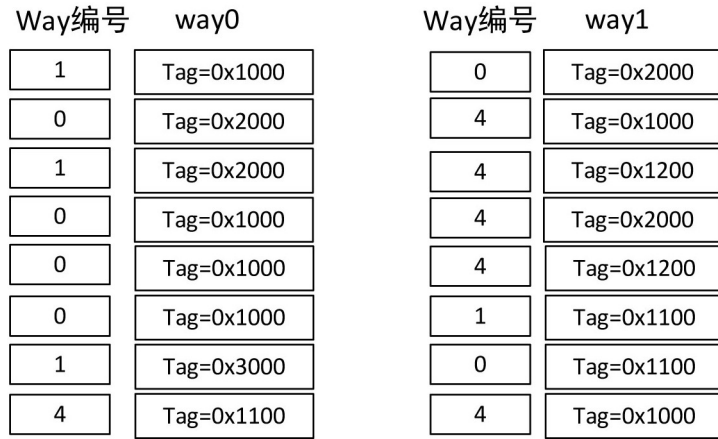 Way编号 way0 Way编号 way1
1 Tag=0x1000 0 Tag=0x2000
0 Tag=0x2000 4 Tag=0x1000
1 Tag=0x2000 4 Tag=0x1200
0 Tag=0x1000 4 Tag=0x2000
0 Tag=0x1000 4 Tag=0x1200
0 Tag=0x1000 1 Tag=0x1100
1 Tag=0x3000 0 Tag=0x1100
4 Tag=0x1100 4 Tag=0x1000